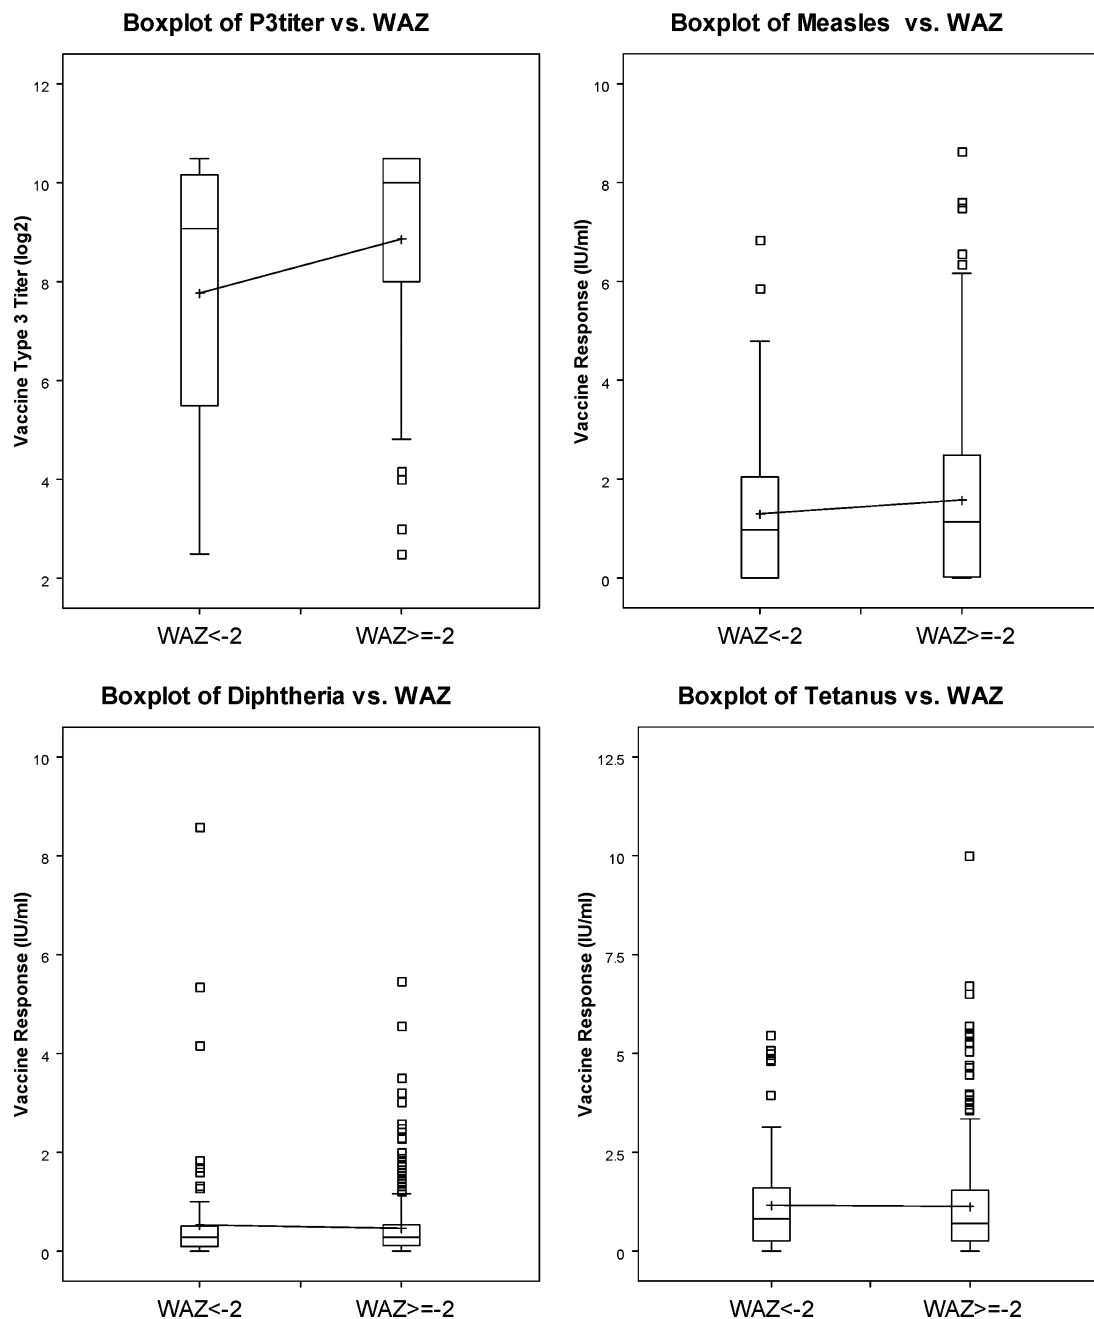 Boxplot of P3titer vs. WAZ
Vaccine Type 3 Titer (log2)
12
10
8
6
4
2
WAZ<-2 WAZ>=-2
Boxplot of Measles vs. WAZ
Vaccine Response (IU/ml)
10
8
6
4
2
0
WAZ<-2 WAZ>=-2
Boxplot of Diphtheria vs. WAZ
Vaccine Response (IU/ml)
10
8
6
4
2
0
WAZ<-2 WAZ>=-2
Boxplot of Tetanus vs. WAZ
Vaccine Response (IU/ml)
12.5
10
7.5
5
2.5
0
WAZ<-2 WAZ>=-2